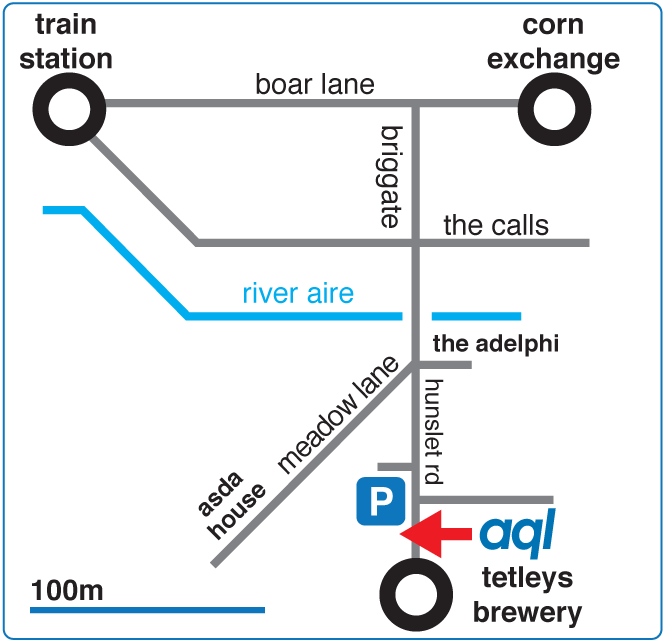 train
station
corn
exchange
boar lane
briggate
the calls
river aire
the adelphi
meadow lane
hunslet rd
asda
house
P
aql
tetleys
brewery
100m